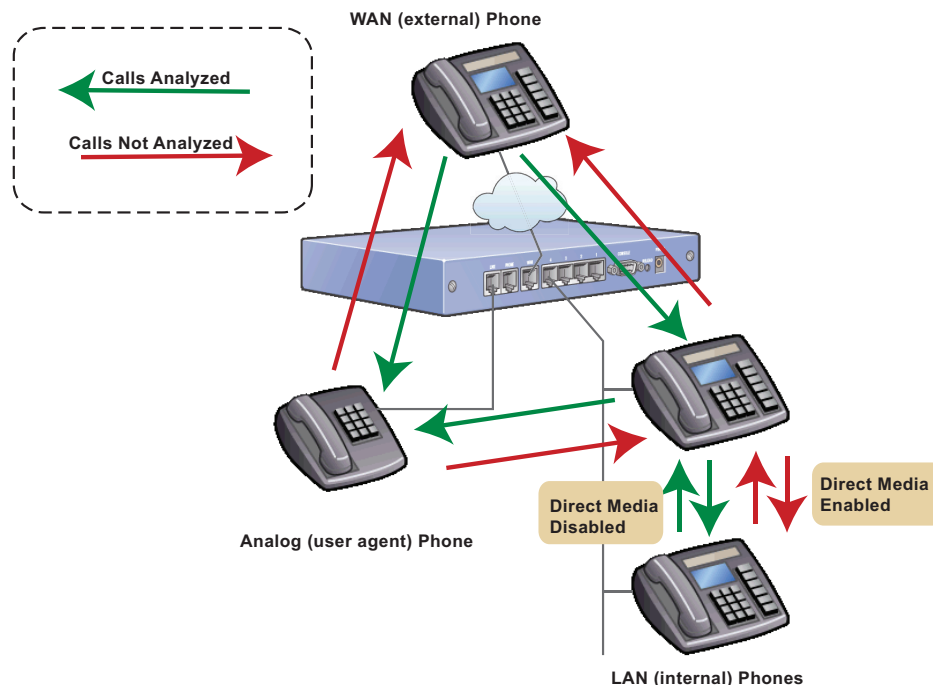 WAN (external) Phone
Calls Analyzed
Calls Not Analyzed
CONSOLE
Direct Media
Disabled
Direct Media
Enabled
Analog (user agent) Phone
LAN (internal) Phones